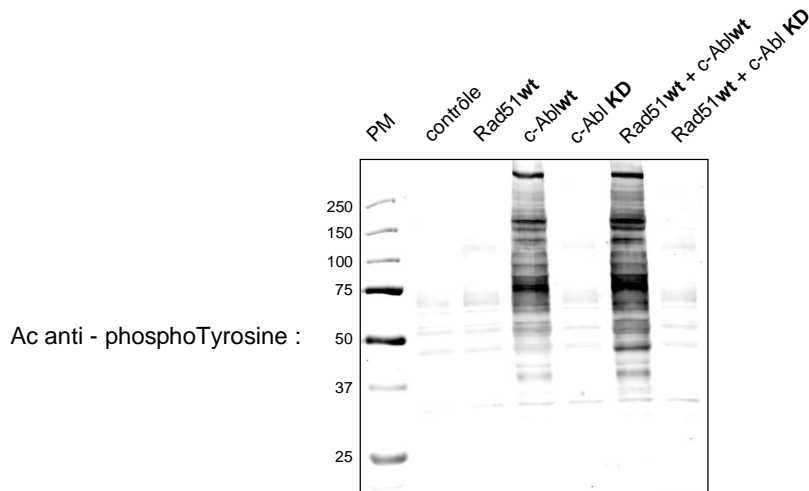 PM
contrôle
Rad51wt
c-Ablwt
c-Abl KD
Rad51wt + c-Ablwt
Rad51wt + c-Abl KD
250
150
100
75
Ac anti - phosphoTyrosine :
50
37
25